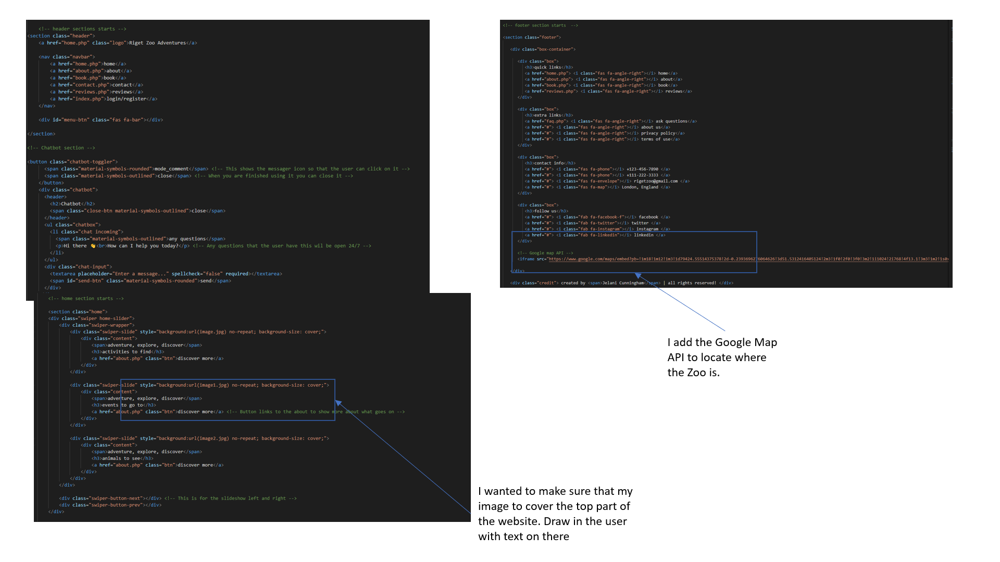 <!-- header sections starts -->
<section class="header">
<a href="home.php" class="logo">Riget Zoo Adventures</a>
<nav class="navbar">
<a href="home.php">home</a>
<a href="about.php">about</a>
<a href="book.php">book</a>
<a href="contact.php">contact</a>
<a href="reviews.php">reviews</a>
<a href="index.php">login/register</a>
</nav>
<div id="menu-btn" class="fas fa-bar"></div>
</section>
<!-- Chatbot section -->
<button class="chatbot-toggler">
<span class="material-symbols-rounded">mode_comment</span> <!-- This shows the messager icon so that the user can click on it -->
<span class="material-symbols-outlined">close</span> <!-- When you are finished using it you can close it -->
</button>
<div class="chatbot">
<header>
<h2>Chatbot</h2>
<span class="close-btn material-symbols-outlined">close</span>
</header>
<ul class="chatbox">
<li class="chat incoming">
<span class="material-symbols-outlined">any questions</span>
<p>Hi there 👋<br>How can I help you today?</p> <!-- Any questions that the user have this wil be open 24/7 -->
</li>
</ul>
<div class="chat-input">
<textarea placeholder="Enter a message..." spellcheck="false" required></textarea>
<span id="send-btn" class="material-symbols-rounded">send</span>
</div>
<!-- home section starts -->
<section class="home">
<div class="swiper home-slider">
<div class="swiper-wrapper">
<div class="swiper-slide" style="background:url(image.jpg) no-repeat; background-size: cover;">
<div class="content">
<span>adventure, explore, discover</span>
<h3>activities to find</h3>
<a href="about.php" class="btn">discover more</a>
</div>
</div>
<div class="swiper-slide" style="background:url(image1.jpg) no-repeat; background-size: cover;">
<div class="content">
<span>adventure, explore, discover</span>
<h3>events to go to</h3>
<a href="about.php" class="btn">discover more</a> <!-- Button links to the about to show more about what goes on -->
</div>
</div>
<div class="swiper-slide" style="background:url(image2.jpg) no-repeat; background-size: cover;">
<div class="content">
<span>adventure, explore, discover</span>
<h3>animals to see</h3>
<a href="about.php" class="btn">discover more</a>
</div>
</div>
</div>
<div class="swiper-button-next"></div> <!-- This is for the slideshow left and right -->
<div class="swiper-button-prev"></div>
</div>
<!-- footer section starts -->
<section class="footer">
<div class="box-container">
<div class="box">
<h3>quick links</h3>
<a href="home.php"> <i class="fas fa-angle-right"></i> home</a>
<a href="about.php"> <i class="fas fa-angle-right"></i> about</a>
<a href="book.php"> <i class="fas fa-angle-right"></i> book</a>
<a href="reviews.php"> <i class="fas fa-angle-right"></i> reviews</a>
</div>
<div class="box">
<h3>extra links</h3>
<a href="faq.php"> <i class="fas fa-angle-right"></i> ask questions</a>
<a href="#"> <i class="fas fa-angle-right"></i> about us</a>
<a href="#"> <i class="fas fa-angle-right"></i> privacy policy</a>
<a href="#"> <i class="fas fa-angle-right"></i> terms of use</a>
</div>
<div class="box">
<h3>contact info</h3>
<a href="#"> <i class="fas fa-phone"></i> +123-456-7890 </a>
<a href="#"> <i class="fas fa-phone"></i> +111-222-3333 </a>
<a href="#"> <i class="fas fa-envelope"></i> rigetzoo@gmail.com </a>
<a href="#"> <i class="fas fa-map"></i> London, England </a>
</div>
<div class="box">
<h3>follow us</h3>
<a href="#"> <i class="fab fa-facebook-f"></i> facebook </a>
<a href="#"> <i class="fab fa-twitter"></i> twitter </a>
<a href="#"> <i class="fab fa-instagram"></i> instagram </a>
<a href="#"> <i class="fab fa-linkedin"></i> linkedin </a>
</div>
<!-- Google map API -->
<iframe src="https://www.google.com/maps/embed?pb=!1m18!1m12!1m3!1d79424.55514375378!2d-0.2393696276064626!3d51.5312416405124!2m3!1f0!2f0!3f0!3m2!1i1024!2i768!4f13.1!3m3!1m2!1s0x
</div>
<div class="credit"> created by <span>Jelani Cunningham</span> | all rights reserved! </div>
I add the Google Map
API to locate where
the Zoo is.
I wanted to make sure that my
image to cover the top part of
the website. Draw in the user
with text on there